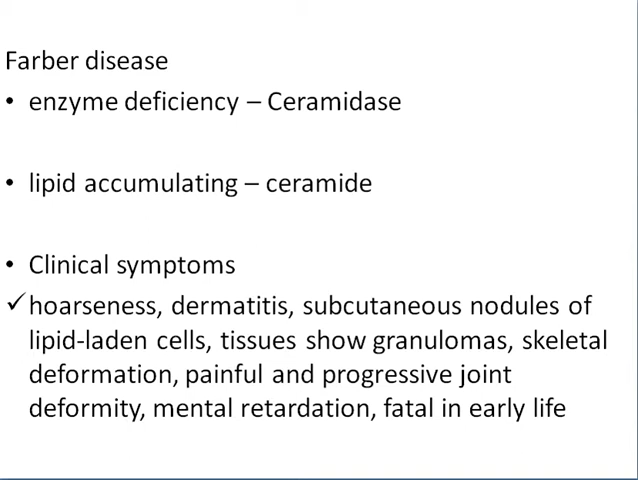 Farber disease
• enzyme deficiency – Ceramidase
• lipid accumulating – ceramide
• Clinical symptoms
✓hoarseness, dermatitis, subcutaneous nodules of
lipid-laden cells, tissues show granulomas, skeletal
deformation, painful and progressive joint
deformity, mental retardation, fatal in early life